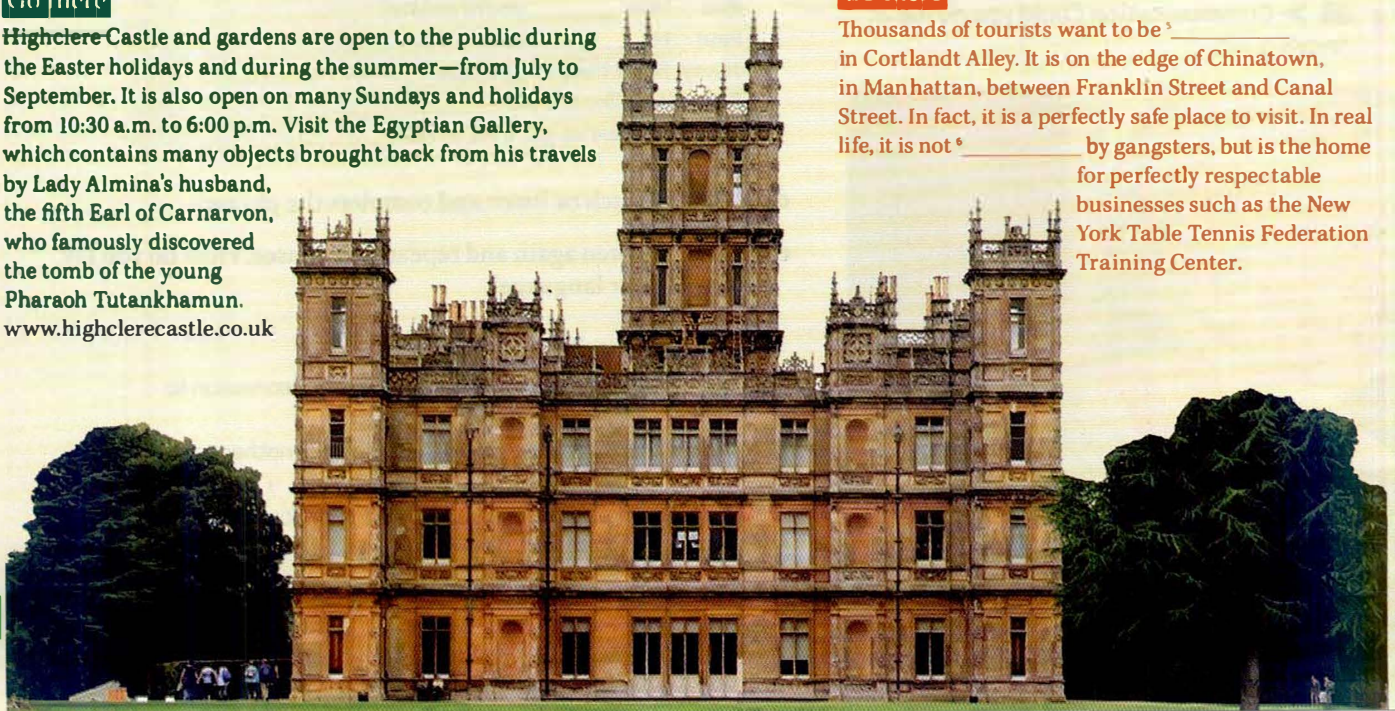 Go there
Highclere Castle and gardens are open to the public during
the Easter holidays and during the summer—from July to
September. It is also open on many Sundays and holidays
from 10:30 a.m. to 6:00 p.m. Visit the Egyptian Gallery,
which contains many objects brought back from his travels
by Lady Almina's husband,
the fifth Earl of Carnarvon,
who famously discovered
the tomb of the young
Pharaoh Tutankhamun.
www.highclerecastle.co.uk
Thousands of tourists want to be 5____________
in Cortlandt Alley. It is on the edge of Chinatown,
in Manhattan, between Franklin Street and Canal
Street. In fact, it is a perfectly safe place to visit. In real
life, it is not 6____________ by gangsters, but is the home
for perfectly respectable
businesses such as the New
York Table Tennis Federation
Training Center.